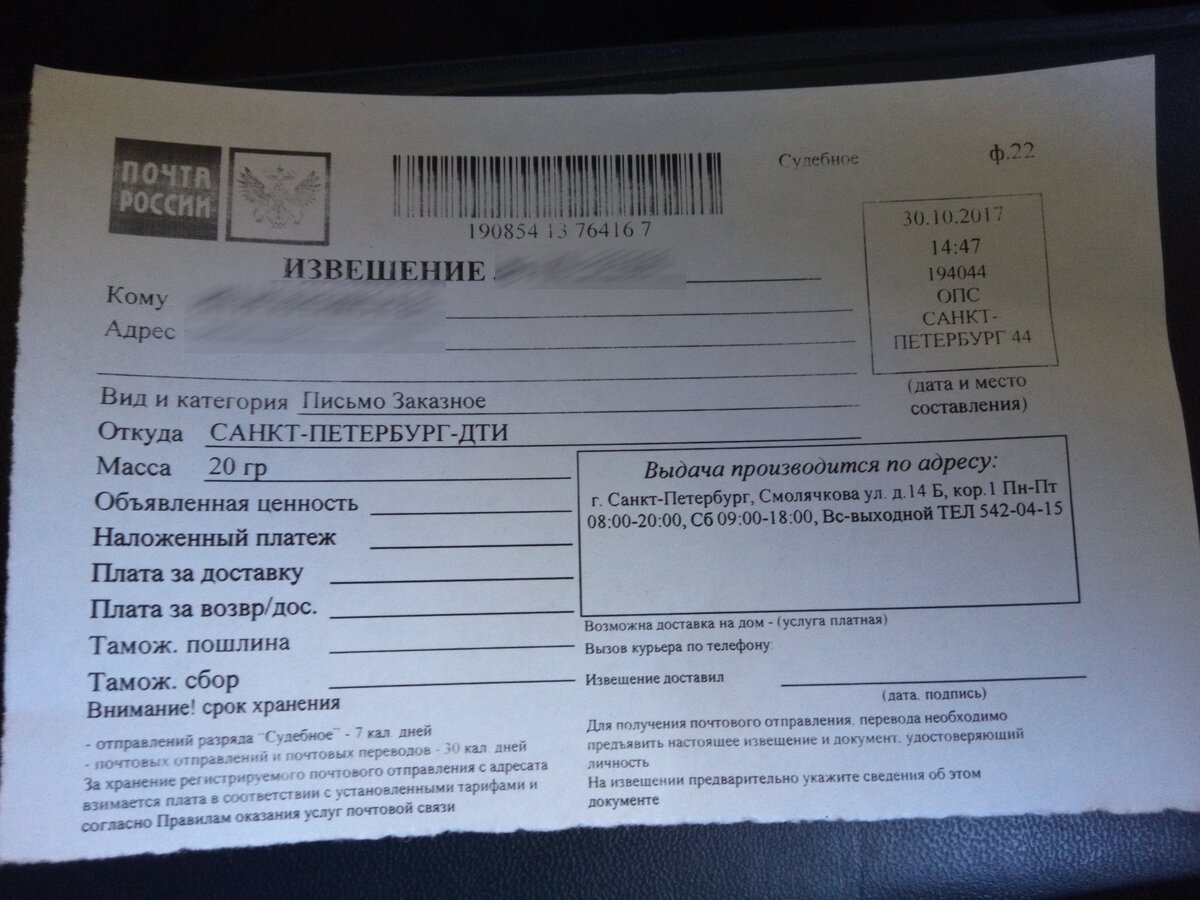 ПОЧТА
РОССИИ
190854 13 76416 7
Судебное
ф.22
30.10.2017
14:47
194044
ОПС
САНКТ-
ПЕТЕРБУРГ 44
(дата и место
составления)
ИЗВЕЩЕНИЕ
Кому
Адрес
Вид и категория Письмо Заказное
Откуда САНКТ-ПЕТЕРБУРГ-ДТИ
Масса 20 гр
Объявленная ценность
Наложенный платеж
Плата за доставку
Плата за возвр/дос.
Тамож. пошлина
Тамож. сбор
Внимание! срок хранения
- отправлений разряда "Судебное" - 7 кал. дней
- почтовых отправлений и почтовых переводов - 30 кал. дней
За хранение регистрируемого почтового отправления с адресата
взимается плата в соответствии с установленными тарифами и
согласно Правилам оказания услуг почтовой связи
Выдача производится по адресу:
г. Санкт-Петербург, Смолячкова ул. д.14 Б, кор.1 Пн-Пт
08:00-20:00, Сб 09:00-18:00, Вс-выходной ТЕЛ 542-04-15
Возможна доставка на дом - (услуга платная)
Вызов курьера по телефону:
Извещение доставил
(дата, подпись)
Для получения почтового отправления, перевода необходимо
предъявить настоящее извещение и документ, удостоверяющий
личность
На извещении предварительно укажите сведения об этом
документе